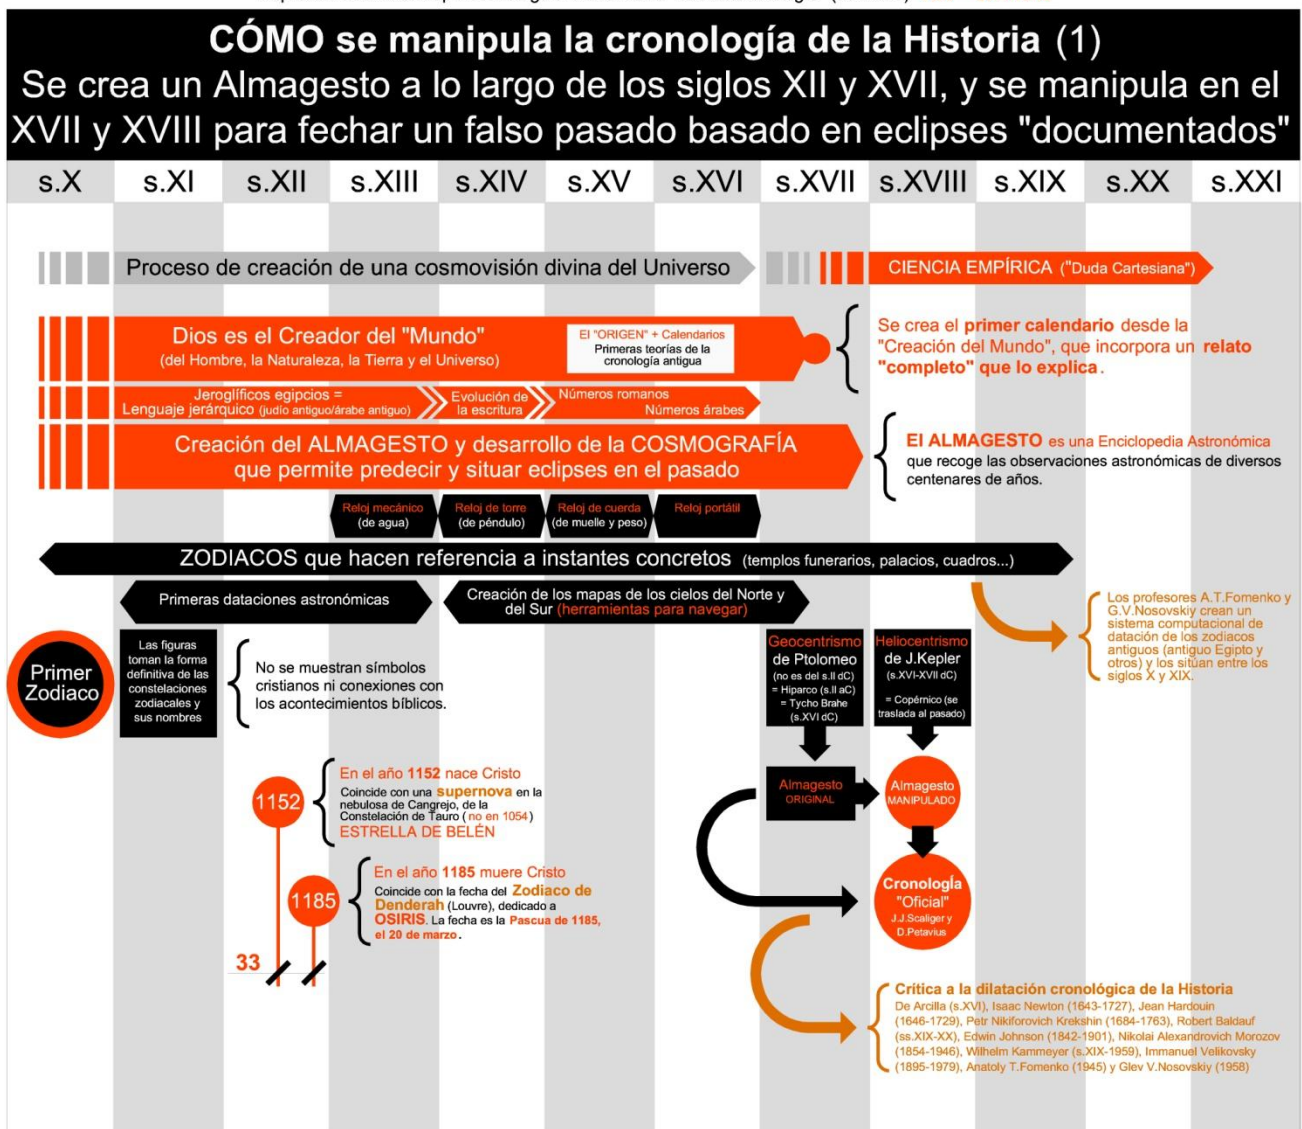 CÓMO se manipula la cronología de la Historia (1)
Se crea un Almagesto a lo largo de los siglos XII y XVII, y se manipula en el
XVII y XVIII para fechar un falso pasado basado en eclipses "documentados"
s.X s.XI s.XII s.XIII s.XIV s.XV s.XVI s.XVII s.XVIII s.XIX s.XX s.XXI
Proceso de creación de una cosmovisión divina del Universo
CIENCIA EMPÍRICA ("Duda Cartesiana")
Dios es el Creador del "Mundo"
(del Hombre, la Naturaleza, la Tierra y el Universo)
El "ORIGEN" + Calendarios
Primeras teorías de la
cronología antigua
Se crea el primer calendario desde la
"Creación del Mundo", que incorpora un relato
"completo" que lo explica.
Jeroglíficos egipcios =
Lenguaje jerárquico (judío antiguo/árabe antiguo)
Evolución de
la escritura
Números romanos
Números árabes
Creación del ALMAGESTO y desarrollo de la COSMOGRAFÍA
que permite predecir y situar eclipses en el pasado
El ALMAGESTO es una Enciclopedia Astronómica
que recoge las observaciones astronómicas de diversos
centenares de años.
Reloj mecánico
(de agua)
Reloj de torre
(de péndulo)
Reloj de cuerda
(de muelle y peso)
Reloj portátil
ZODIACOS que hacen referencia a instantes concretos (templos funerarios, palacios, cuadros...)
Primeras dataciones astronómicas
Creación de los mapas de los cielos del Norte y
del Sur (herramientas para navegar)
Los profesores A.T.Fomenko y
G.V.Nosovskiy crean un
sistema computacional de
datación de los zodiacos
antiguos (antiguo Egipto y
otros) y los sitúan entre los
siglos X y XIX.
Primer
Zodiaco
Las figuras
toman la forma
definitiva de las
constelaciones
zodiacales y
sus nombres
No se muestran símbolos
cristianos ni conexiones con
los acontecimientos bíblicos.
Geocentrismo
de Ptolomeo
(no es del s.II dC)
= Hiparco (s.II aC)
= Tycho Brahe
(s.XVI dC)
Heliocentrismo
de J.Kepler
(s.XVI-XVII dC)
= Copérnico (se
traslada al pasado)
1152
En el año 1152 nace Cristo
Coincide con una supernova en la
nebulosa de Cangrejo, de la
Constelación de Tauro (no en 1054)
ESTRELLA DE BELÉN
Almagesto
ORIGINAL
Almagesto
MANIPULADO
1185
En el año 1185 muere Cristo
Coincide con la fecha del Zodiaco de
Denderah (Louvre), dedicado a
OSIRIS. La fecha es la Pascua de 1185,
el 20 de marzo.
33
Cronología
"Oficial"
J.J.Scaliger y
D.Petavius
Crítica a la dilatación cronológica de la Historia
De Arcilla (s.XVI), Isaac Newton (1643-1727), Jean Hardouin
(1646-1729), Petr Nikiforovich Krekshin (1684-1763), Robert Baldauf
(ss.XIX-XX), Edwin Johnson (1842-1901), Nikolai Alexandrovich Morozov
(1854-1946), Wilhelm Kammeyer (s.XIX-1959), Immanuel Velikovsky
(1895-1979), Anatoly T.Fomenko (1945) y Glev V.Nosovskiy (1958)